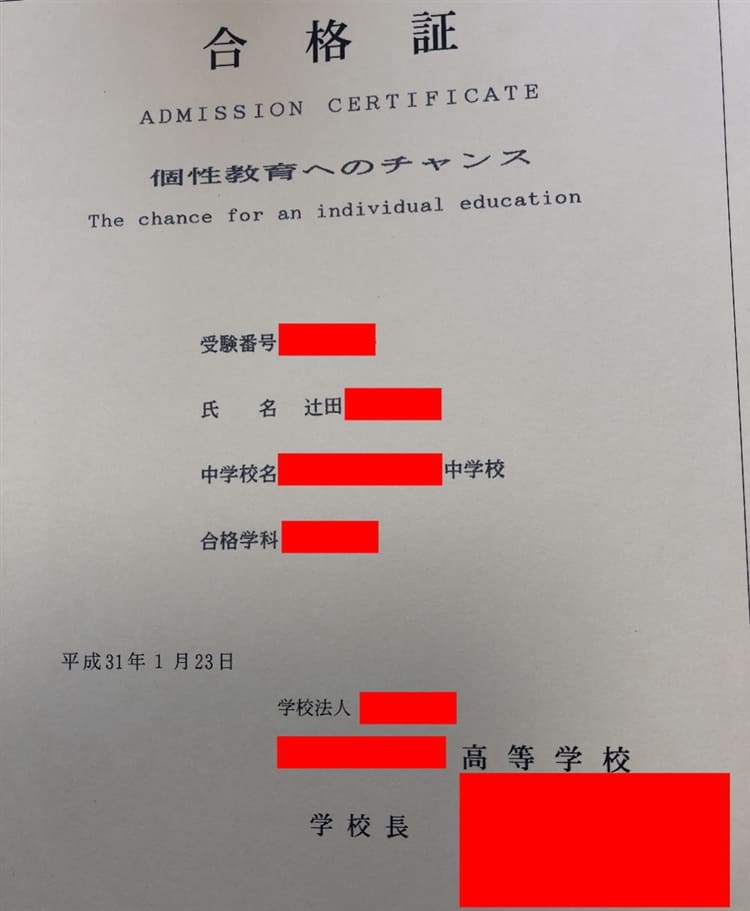 合格証
ADMISSION CERTIFICATE
個性教育へのチャンス
The chance for an individual education
受験番号
氏 名 辻田
中学校名 中学校
合格学科
平成31年1月23日
学校法人
高等学校
学校長